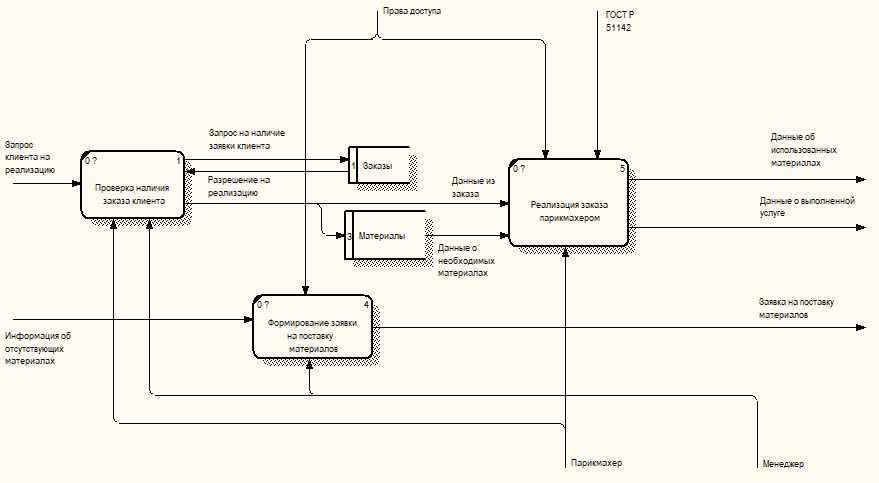 Права доступа
ГОСТ Р
51142
Запрос на наличие
заявки клиента
Запрос
клиента на
реализацию
0 ?
1
Проверка наличия
заказа клиента
1
Заказы
Разрешение на
реализацию
Данные из
заказа
3
Материалы
Данные о
необходимых
материалах
0 ?
5
Реализация заказа
парикмахером
Данные об
использованных
материалах
Данные о выполненной
услуге
0 ?
4
Формирование заявки
на поставку
материалов
Заявка на поставку
материалов
Информация об
отсутствующих
материалах
Парикмахер
Менеджер